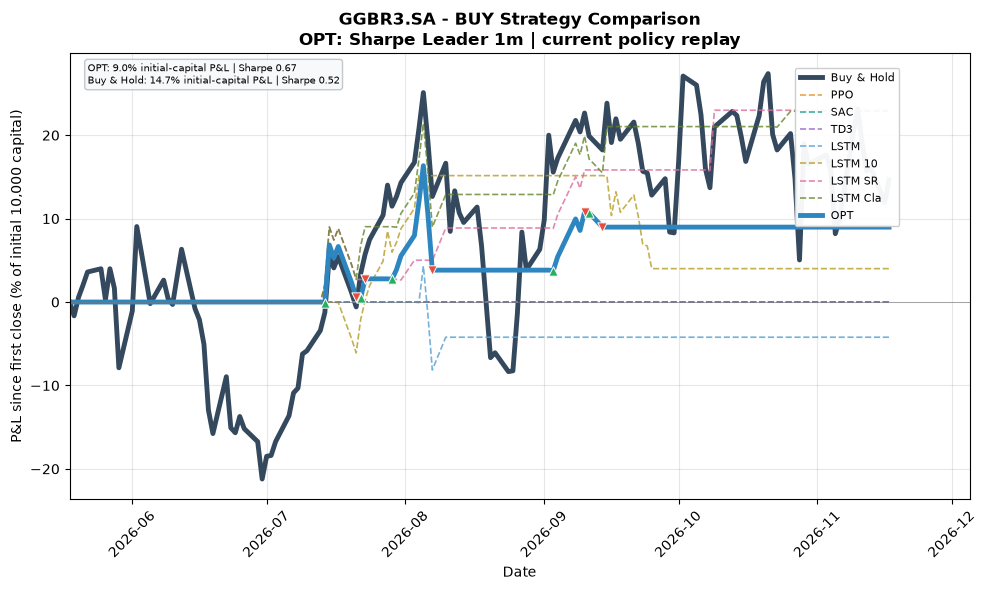 GGBR3.SA - BUY Strategy Comparison
OPT: Sharpe Leader 1m | current policy replay
OPT: 9.0% initial-capital P&L | Sharpe 0.67
Buy & Hold: 14.7% initial-capital P&L | Sharpe 0.52
Buy & Hold
PPO
SAC
TD3
LSTM
LSTM 10
LSTM SR
LSTM Cla
OPT
P&L since first close (% of initial 10,000 capital)
20
10
0
−10
−20
2026-06
2026-07
2026-08
2026-09
2026-10
2026-11
2026-12
Date